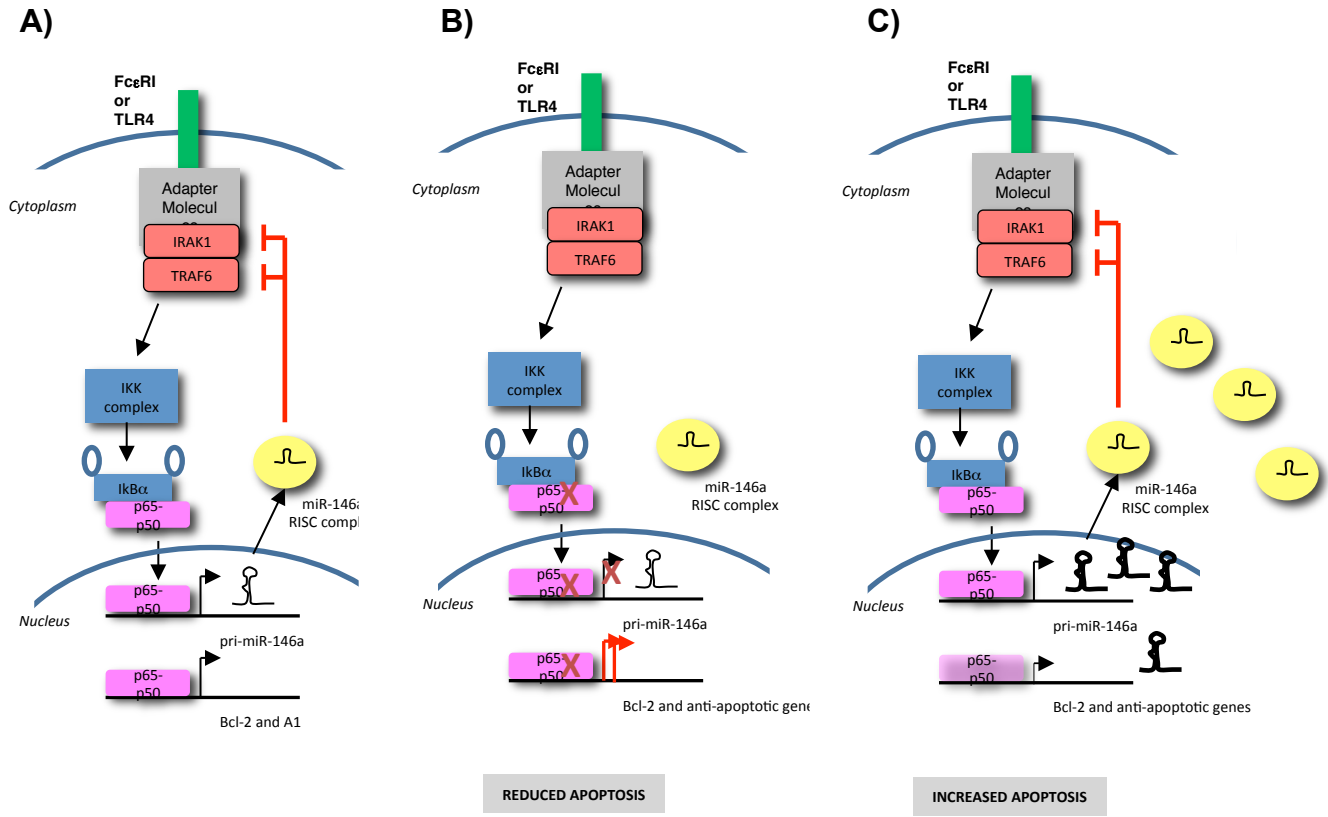 A)
FcεRI
or
TLR4
Cytoplasm
Adapter
Molecul
IRAK1
TRAF6
IKK
complex
IkBα
p65-
p50
miR-146a
RISC compl
p65-
p50
Nucleus
pri-miR-146a
p65-
p50
Bcl-2 and A1
B)
FcεRI
or
TLR4
Cytoplasm
Adapter
Molecul
IRAK1
TRAF6
IKK
complex
IkBα
p65-
p50
X
miR-146a
RISC complex
p65-
p50
X
X
Nucleus
pri-miR-146a
p65-
p50
X
Bcl-2 and anti-apoptotic gene
REDUCED APOPTOSIS
C)
FcεRI
or
TLR4
Cytoplasm
Adapter
Molecul
IRAK1
TRAF6
IKK
complex
IkBα
p65-
p50
miR-146a
RISC complex
p65-
p50
Nucleus
pri-miR-146a
p65-
p50
Bcl-2 and anti-apoptotic genes
INCREASED APOPTOSIS